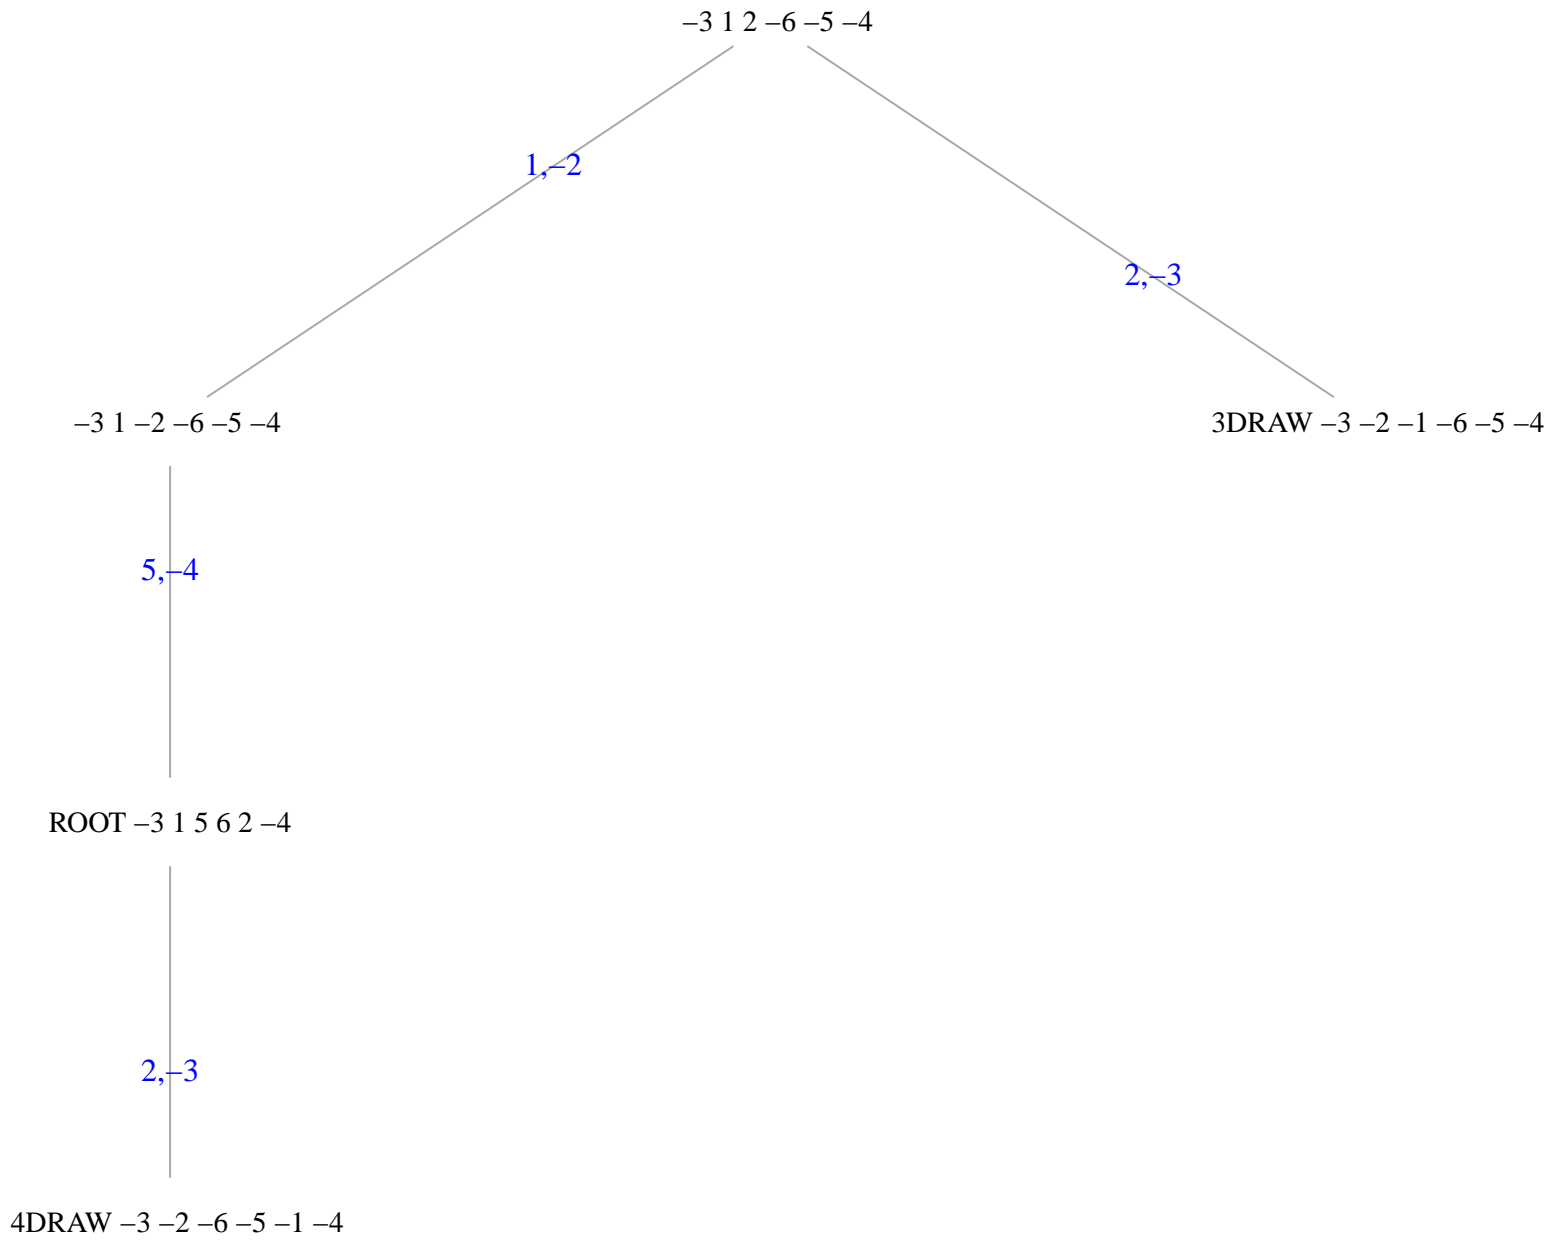 –3 1 2 –6 –5 –4
1,–2
2,–3
–3 1 –2 –6 –5 –4
3DRAW –3 –2 –1 –6 –5 –4
5,–4
ROOT –3 1 5 6 2 –4
2,–3
4DRAW –3 –2 –6 –5 –1 –4